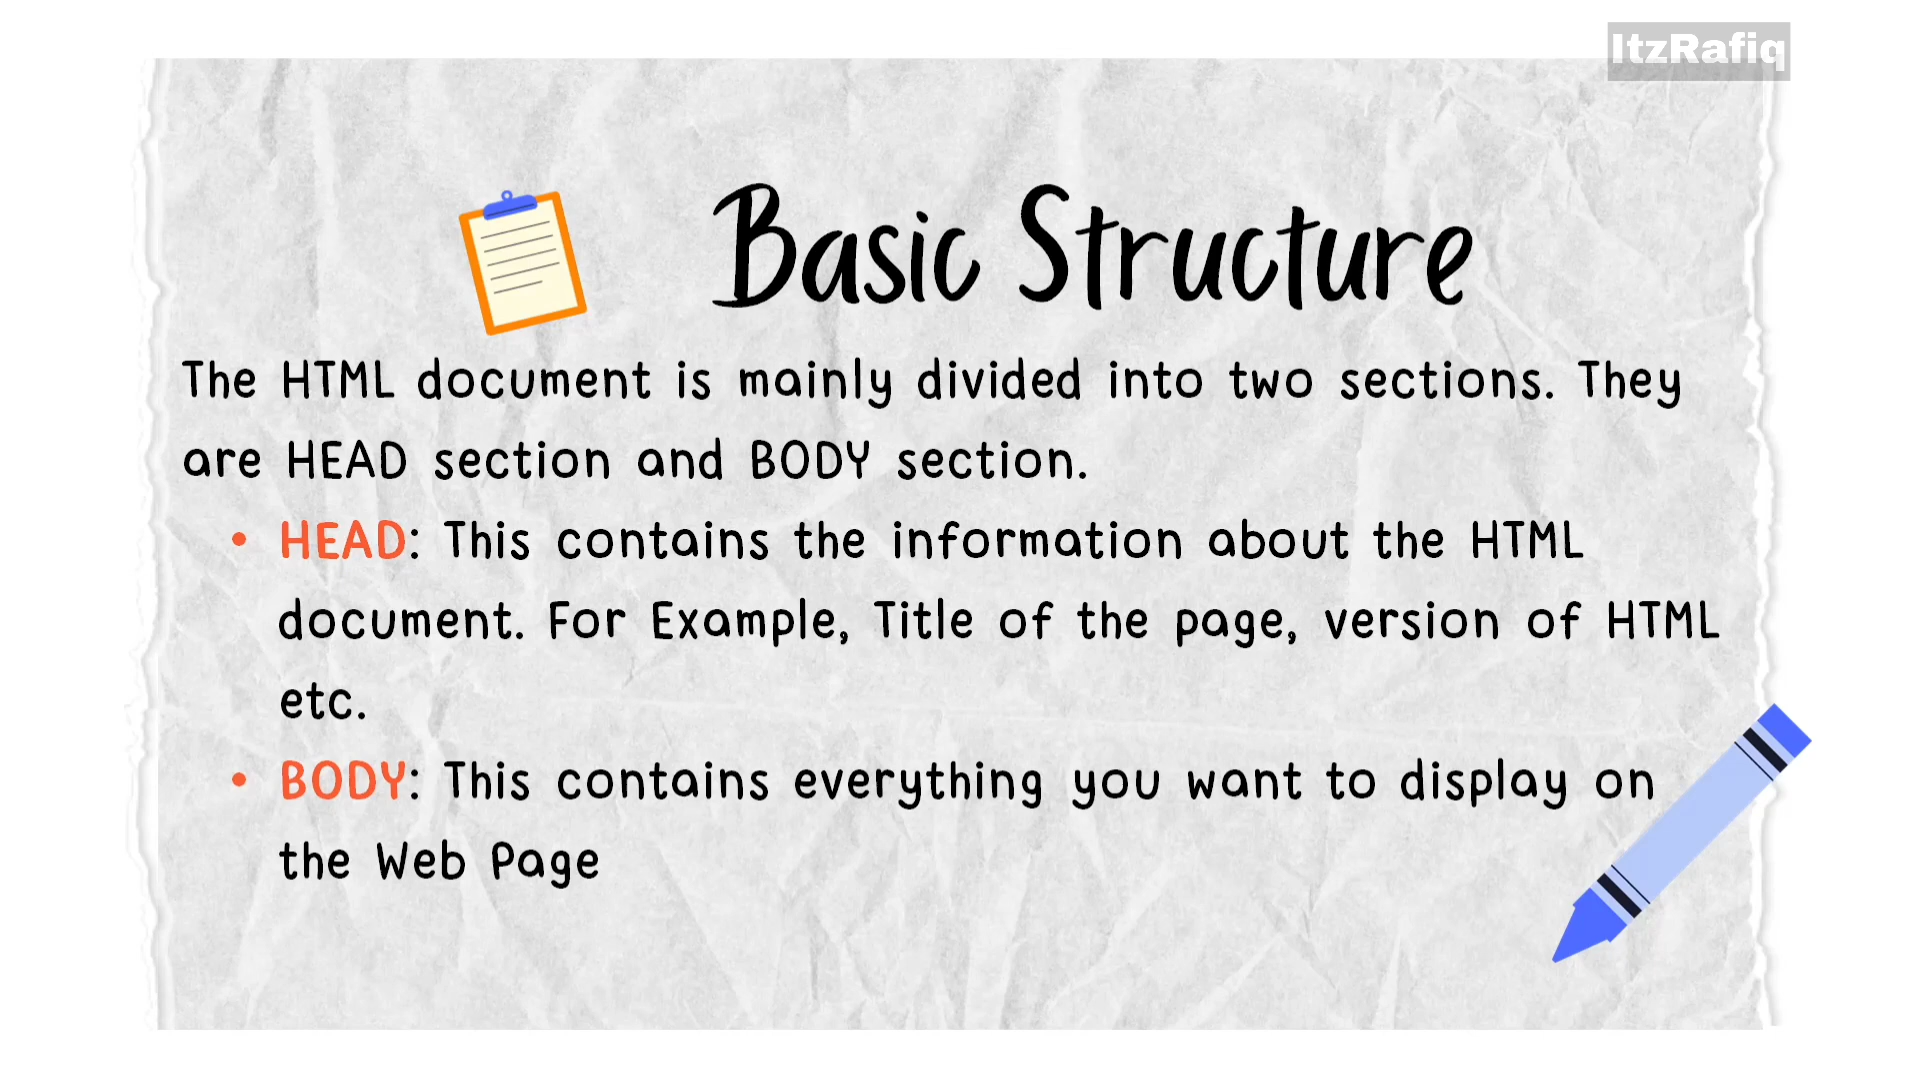 ItzRafiq
Basic Structure
The HTML document is mainly divided into two sections. They
are HEAD section and BODY section.
• HEAD: This contains the information about the HTML
document. For Example, Title of the page, version of HTML
etc.
• BODY: This contains everything you want to display on
the Web Page